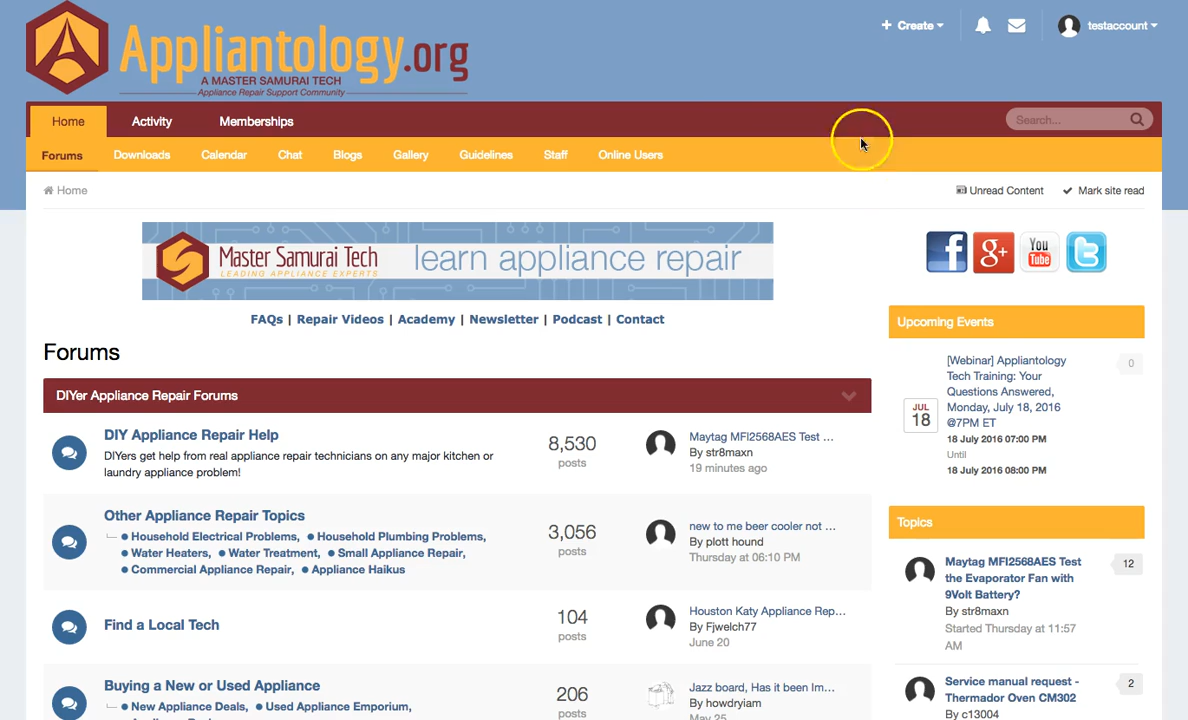 Appliantology.org
A MASTER SAMURAI TECH
Appliance Repair Support Community
+ Create
testaccount
Home
Activity
Memberships
Search...
Forums
Downloads
Calendar
Chat
Blogs
Gallery
Guidelines
Staff
Online Users
Home
Unread Content
Mark site read
Master Samurai Tech
LEADING APPLIANCE EXPERTS
learn appliance repair
FAQs | Repair Videos | Academy | Newsletter | Podcast | Contact
Forums
DIYer Appliance Repair Forums
DIY Appliance Repair Help
DIYers get help from real appliance repair technicians on any major kitchen or
laundry appliance problem!
8,530
posts
Maytag MFI2568AES Test ...
By str8maxn
19 minutes ago
Other Appliance Repair Topics
Household Electrical Problems, Household Plumbing Problems,
Water Heaters, Water Treatment, Small Appliance Repair,
Commercial Appliance Repair, Appliance Haikus
3,056
posts
new to me beer cooler not ...
By plott hound
Thursday at 06:10 PM
Find a Local Tech
104
posts
Houston Katy Appliance Rep...
By Fjwelch77
June 20
Buying a New or Used Appliance
New Appliance Deals, Used Appliance Emporium,
206
posts
Jazz board, Has it been Im...
By howdryiam
May 25
f
g+
You
Tube
t
Upcoming Events
JUL
18
[Webinar] Appliantology
Tech Training: Your
Questions Answered,
Monday, July 18, 2016
@7PM ET
0
18 July 2016 07:00 PM
Until
18 July 2016 08:00 PM
Topics
Maytag MFI2568AES Test
the Evaporator Fan with
9Volt Battery?
12
By str8maxn
Started Thursday at 11:57
AM
Service manual request -
Thermador Oven CM302
2
By c13004